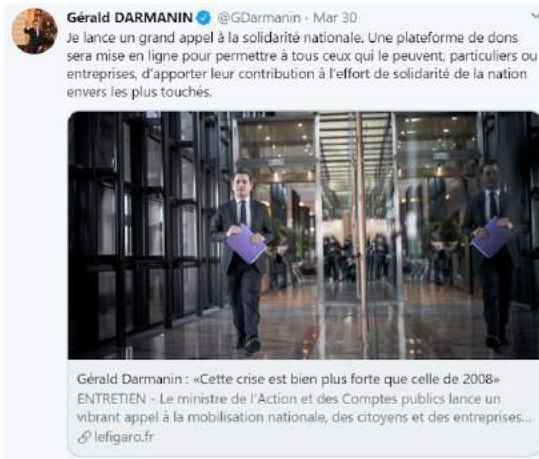 Gérald DARMANIN @GDarmanin · Mar 30
Je lance un grand appel à la solidarité nationale. Une plateforme de dons
sera mise en ligne pour permettre à tous ceux qui le peuvent, particuliers ou
entreprises, d'apporter leur contribution à l'effort de solidarité de la nation
envers les plus touchés.
Gérald Darmanin : «Cette crise est bien plus forte que celle de 2008»
ENTRETIEN - Le ministre de l'Action et des Comptes publics lance un
vibrant appel à la mobilisation nationale, des citoyens et des entreprises...
lefigaro.fr